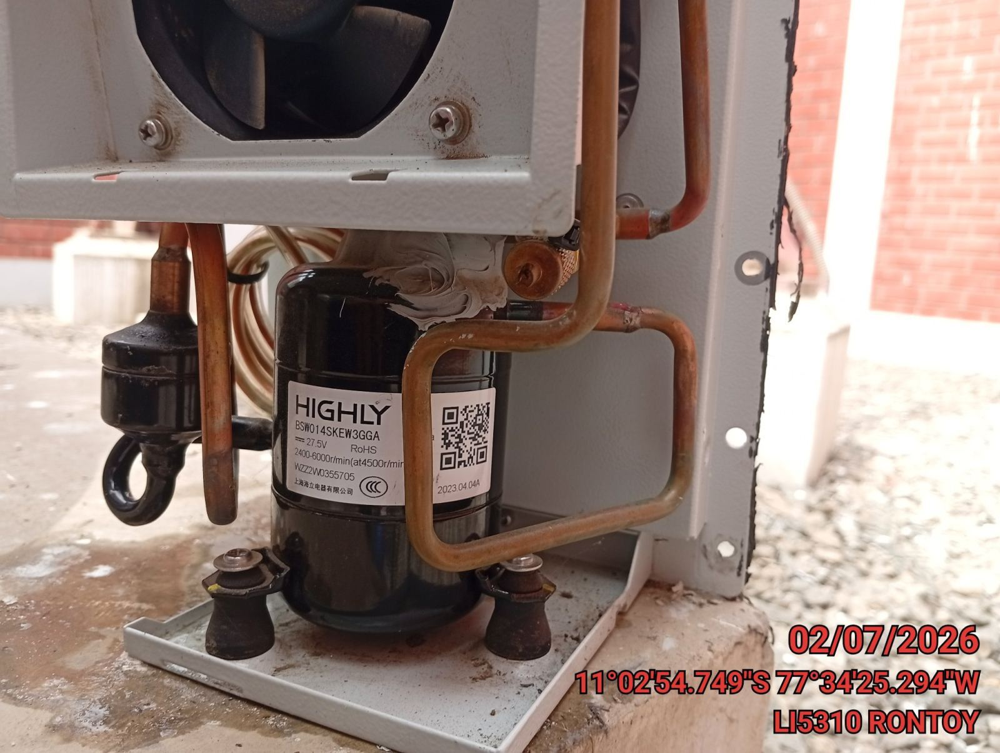 HIGHLY
BSW014SKEW3GGA
27.5V RoHS
2400-6000r/min(at4500r/min
WZZ2W0355705
上海海立电器有限公司
2023.04.04A
02/07/2026
11°02'54.749"S 77°34'25.294"W
LI5310 RONTOY